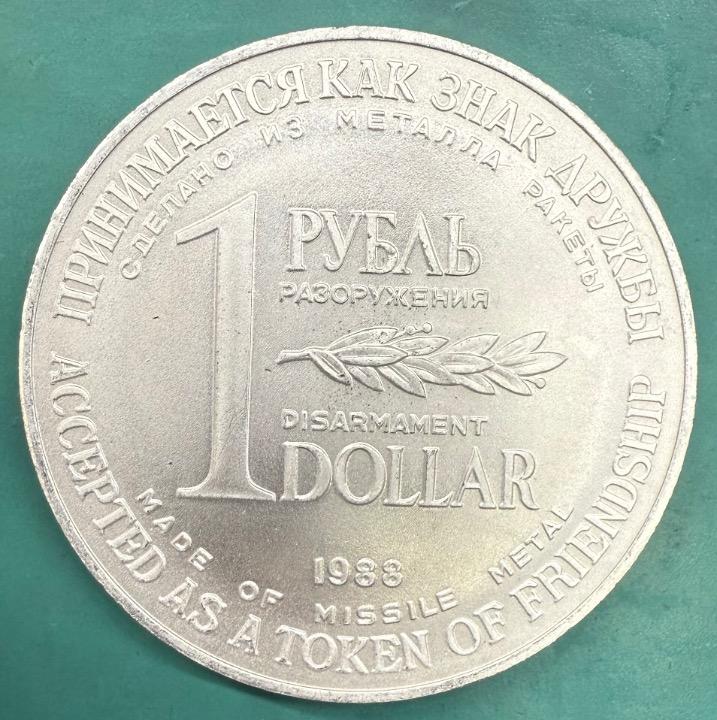 ПРИНИМАЕТСЯ КАК ЗНАК ДРУЖБЫ
СДЕЛАНО ИЗ МЕТАЛЛА РАКЕТЫ
1 РУБЛЬ
РАЗОРУЖЕНИЯ
DISARMAMENT
DOLLAR
1988
MADE OF MISSILE METAL
ACCEPTED AS A TOKEN OF FRIENDSHIP